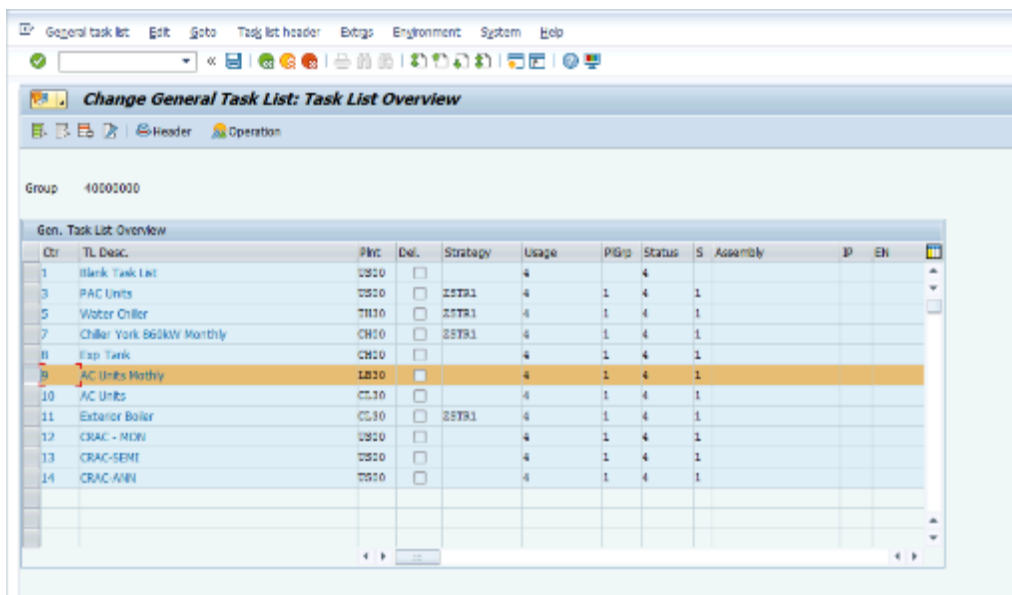 General task list Edit Goto Task list header Extras Environment System Help
Change General Task List: Task List Overview
Header Operation
Group 40000000
Gen. Task List Overview
Ctr TL Desc. Plnt Del. Strategy Usage PlGrp Status S Assembly IP EN
1 Blank Task List US00 4 4
3 PAC Units US00 ZSTR1 4 1 4 1
5 Water Chiller ZSTR1 4 1 4 1
7 Chiller York 860kW Monthly CH00 ZSTR1 4 1 4 1
8 Exp Tank CH00 4 1 4 1
9 AC Units Mothly 4 1 4 1
10 AC Units 4 1 4 1
11 Exterior Boiler ZSTR1 4 1 4 1
12 CRAC - MON US00 4 1 4 1
13 CRAC-SEMI US00 4 1 4 1
14 CRAC-ANN US00 4 1 4 1